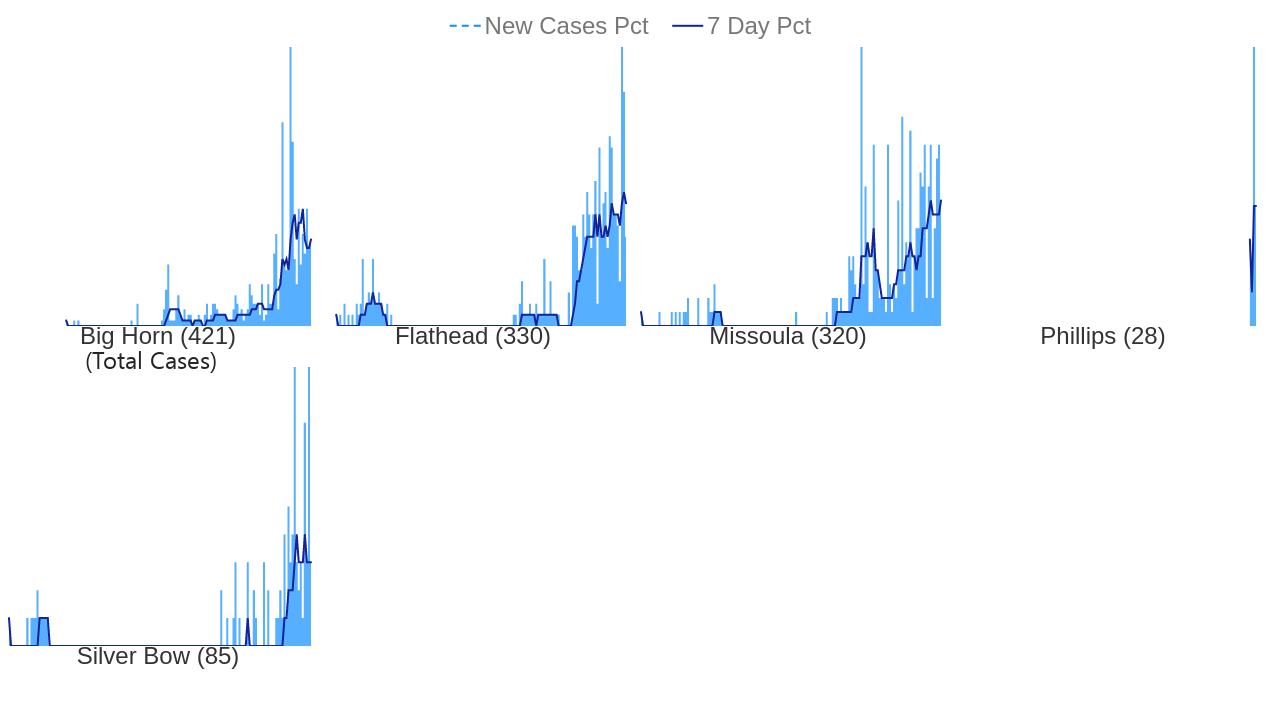 New Cases Pct 7 Day Pct
Big Horn (421)
(Total Cases)
Flathead (330)
Missoula (320)
Phillips (28)
Silver Bow (85)